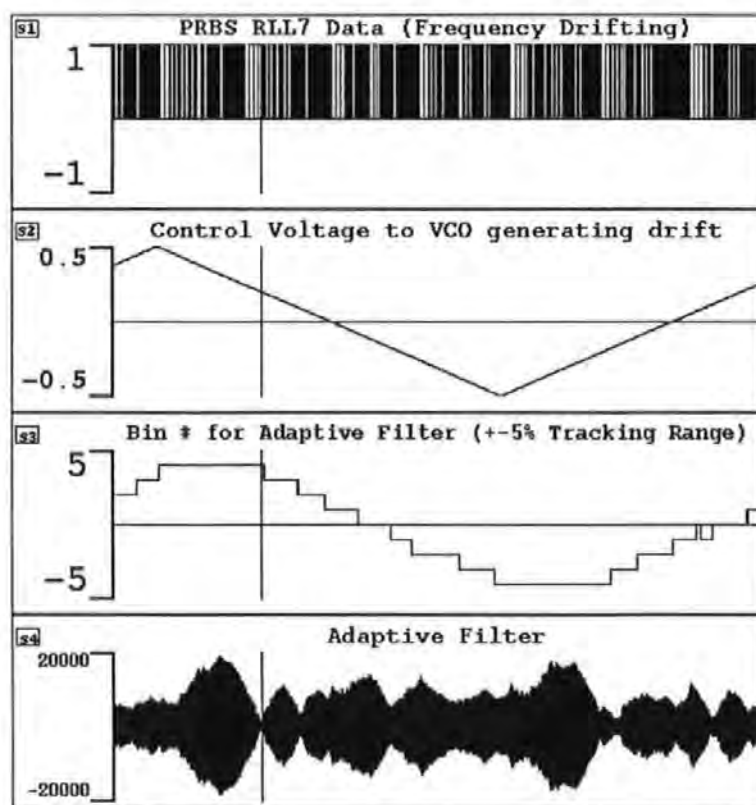 s1
PRBS RLL7 Data (Frequency Drifting)
1
-1
s2
Control Voltage to VCO generating drift
0.5
-0.5
s3
Bin # for Adaptive Filter (+-5% Tracking Range)
5
-5
s4
Adaptive Filter
20000
-20000